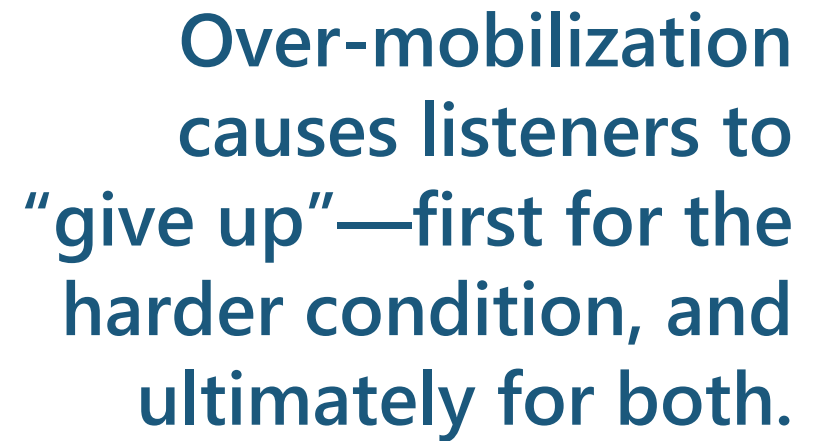 Over-mobilization
causes listeners to
“give up”—first for the
harder condition, and
ultimately for both.